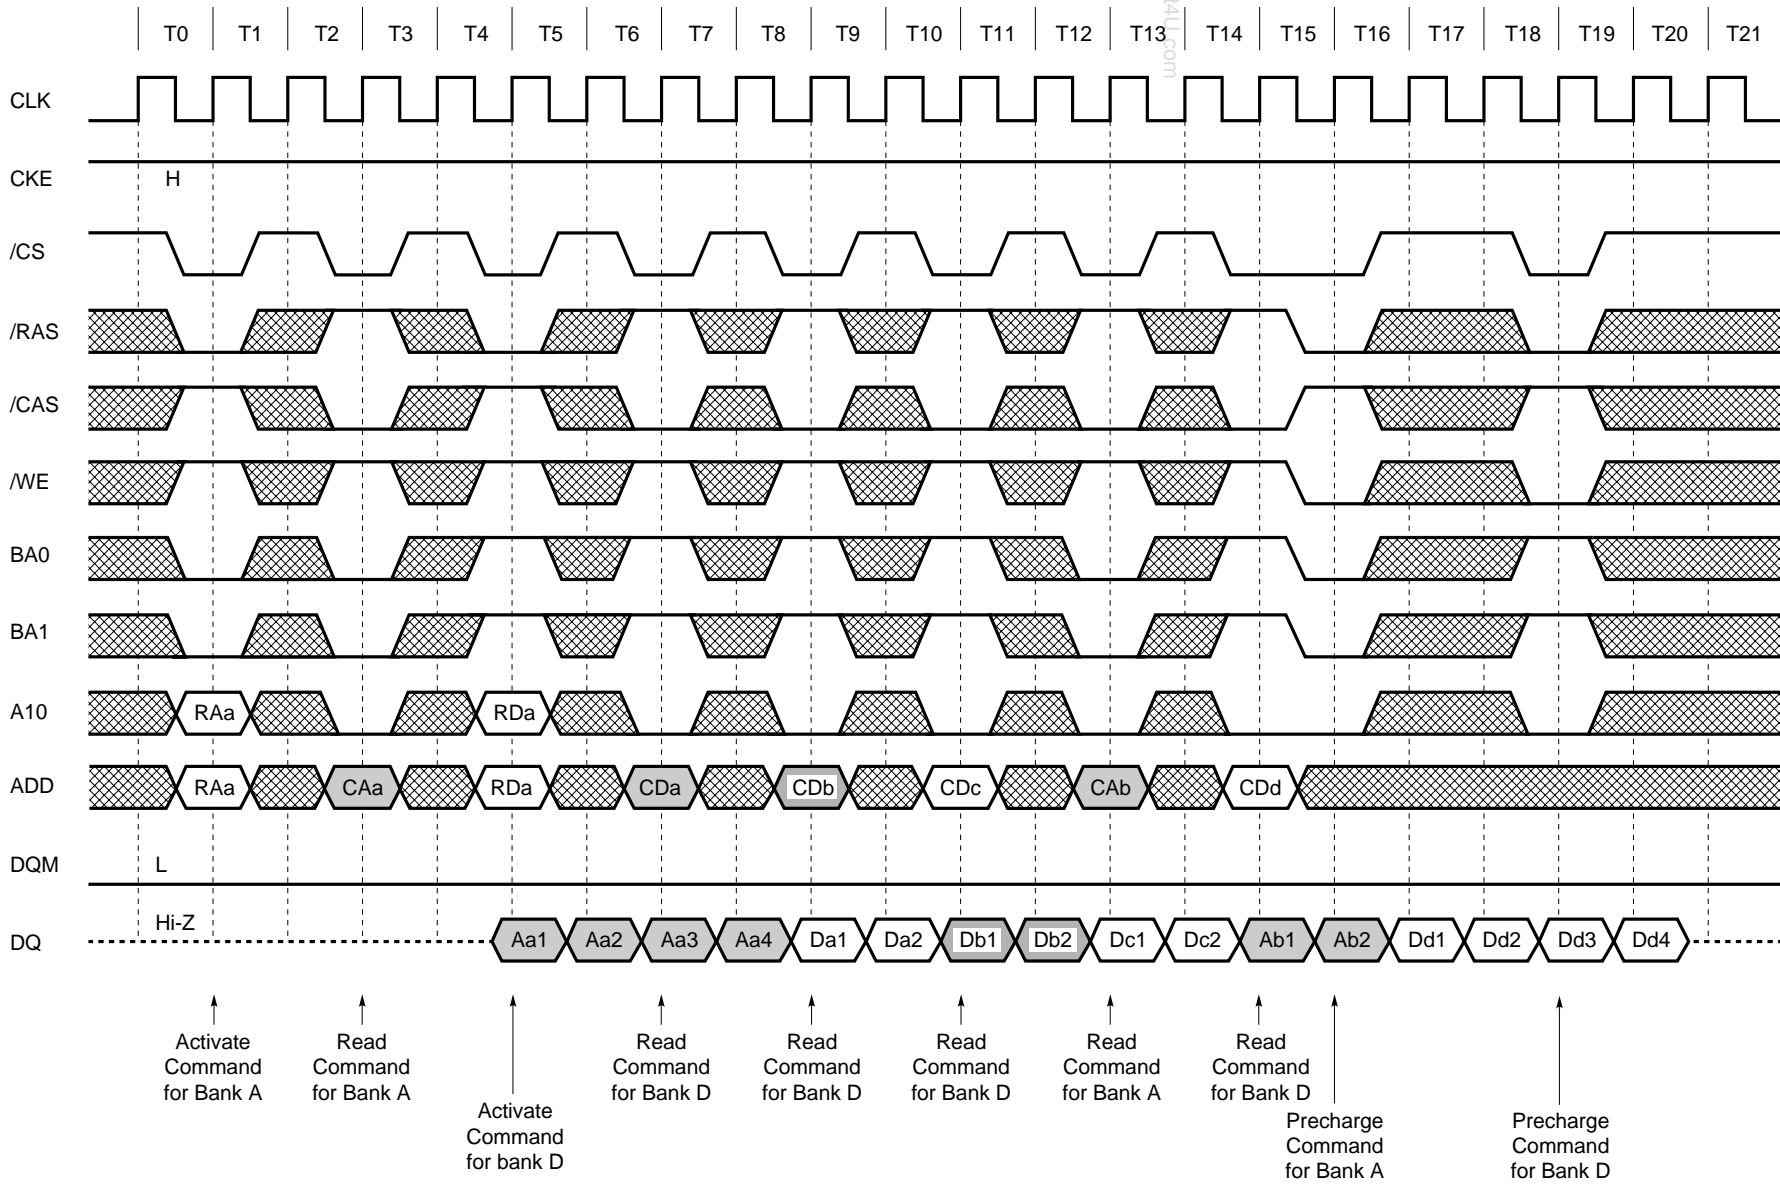 T0 T1 T2 T3 T4 T5 T6 T7 T8 T9 T10 T11 T12 T13 T14 T15 T16 T17 T18 T19 T20 T21
t4U.com
CLK
CKE H
/CS
/RAS
/CAS
/WE
BA0
BA1
A10 RAa RDa
ADD RAa CAa RDa CDa CDb CDc CAb CDd
DQM L
Hi-Z
DQ Aa1 Aa2 Aa3 Aa4 Da1 Da2 Db1 Db2 Dc1 Dc2 Ab1 Ab2 Dd1 Dd2 Dd3 Dd4
Activate
Command
for Bank A
Read
Command
for Bank A
Activate
Command
for bank D
Read
Command
for Bank D
Read
Command
for Bank D
Read
Command
for Bank D
Read
Command
for Bank A
Read
Command
for Bank D
Precharge
Command
for Bank A
Precharge
Command
for Bank D